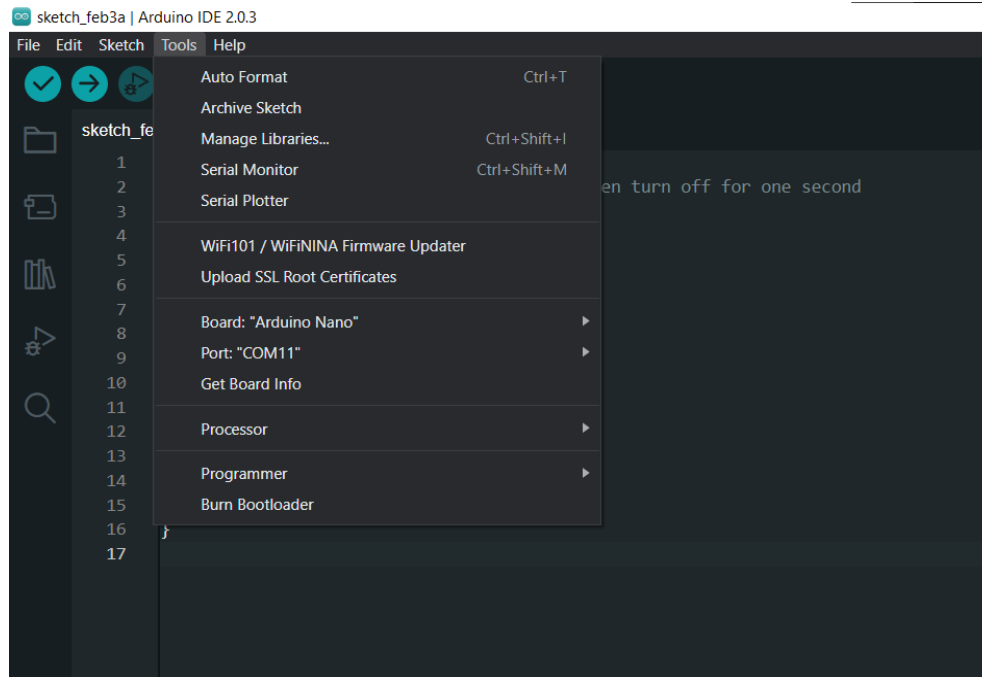 sketch_feb3a | Arduino IDE 2.0.3
File Edit Sketch Tools Help
Auto Format Ctrl+T
Archive Sketch
Manage Libraries... Ctrl+Shift+I
Serial Monitor Ctrl+Shift+M
Serial Plotter
WiFi101 / WiFiNINA Firmware Updater
Upload SSL Root Certificates
Board: "Arduino Nano"
Port: "COM11"
Get Board Info
Processor
Programmer
Burn Bootloader
sketch_fe
1
2 en turn off for one second
3
4
5
6
7
8
9
10
11
12
13
14
15
16 }
17